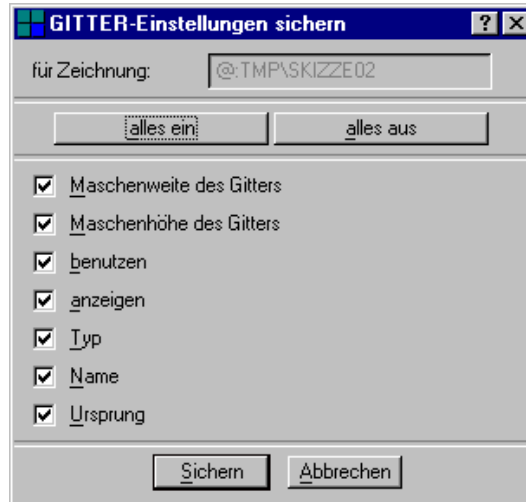 GITTER-Einstellungen sichern
für Zeichnung: @:TMP\SKIZZE02
alles ein alles aus
Maschenweite des Gitters
Maschenhöhe des Gitters
benutzen
anzeigen
Typ
Name
Ursprung
Sichern Abbrechen